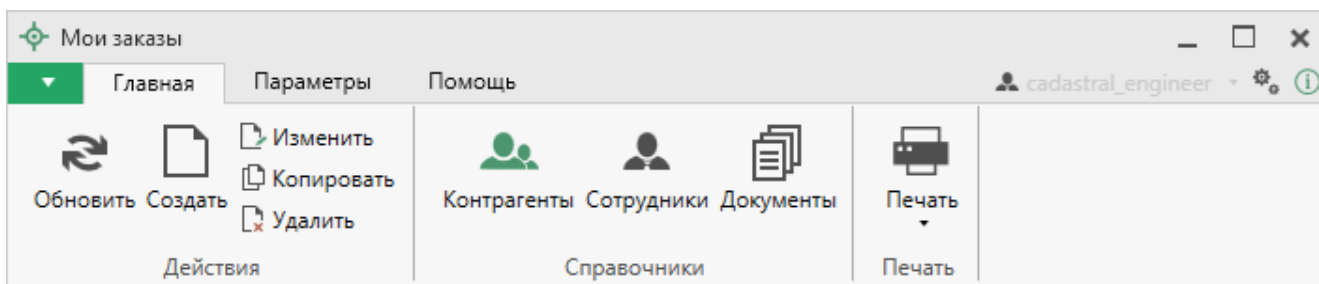 Мои заказы
Главная Параметры Помощь cadastral_engineer
Изменить
Копировать
Обновить Создать Удалить Контрагенты Сотрудники Документы Печать
Действия Справочники Печать